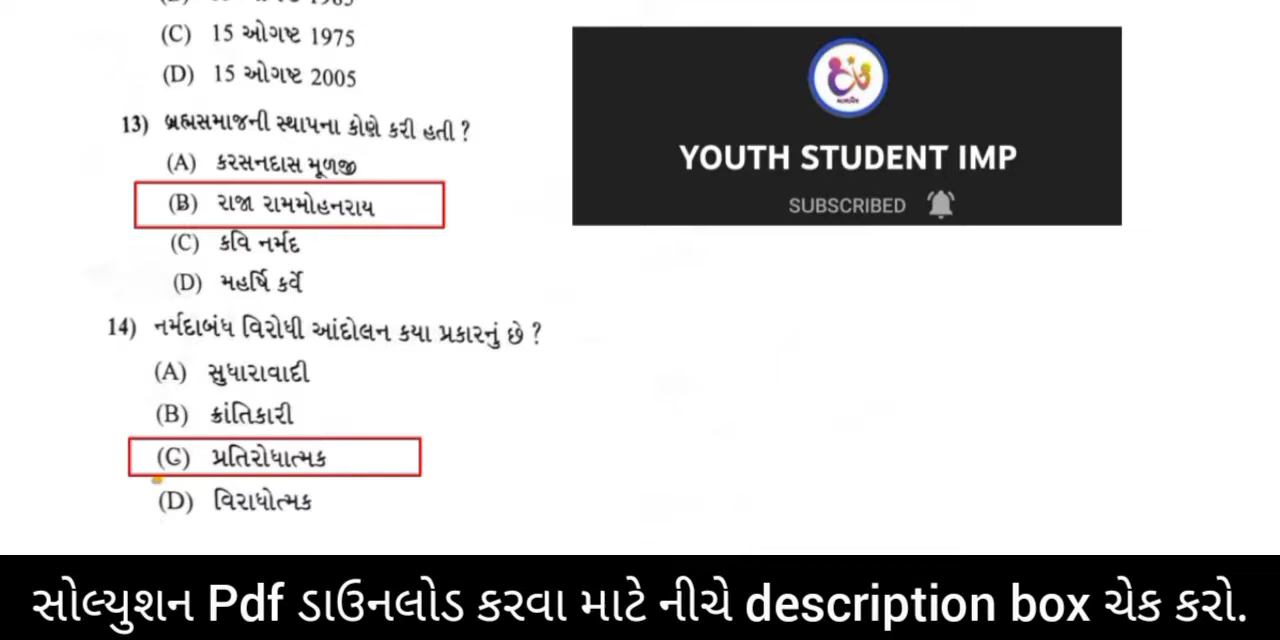 (C) 15 ઓગષ્ટ 1975
(D) 15 ઓગષ્ટ 2005
13) બ્રહ્મસમાજની સ્થાપના કોણે કરી હતી ?
(A) કરસનદાસ મૂળજી
(B) રાજા રામમોહનરાય
(C) કવિ નર્મદ
(D) મહર્ષિ કર્વે
14) નર્મદાબંધ વિરોધી આંદોલન કયા પ્રકારનું છે ?
(A) સુધારાવાદી
(B) ક્રાંતિકારી
(C) પ્રતિરોધાત્મક
(D) વિરાધોત્મક
YOUTH STUDENT IMP
SUBSCRIBED
સોલ્યુશન Pdf ડાઉનલોડ કરવા માટે નીચે description box ચેક કરો.